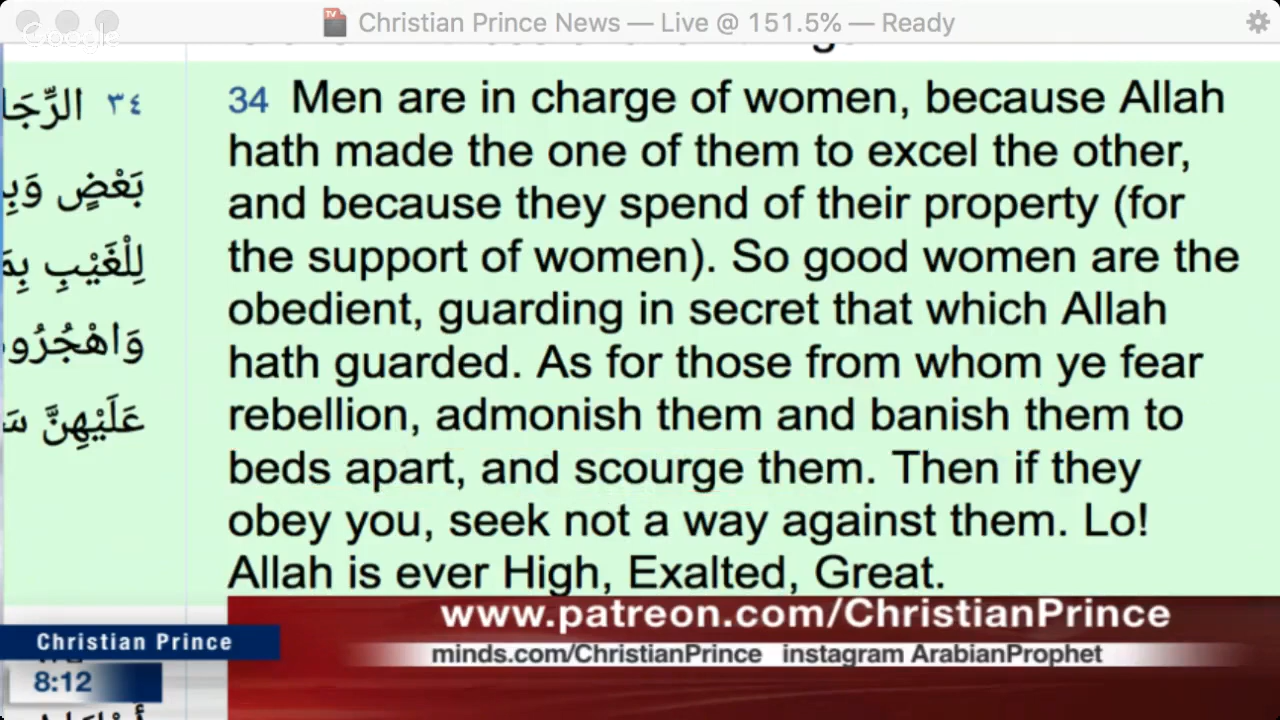 Christian Prince News — Live @ 151.5% — Ready
Google
34 Men are in charge of women, because Allah
hath made the one of them to excel the other,
and because they spend of their property (for
the support of women). So good women are the
obedient, guarding in secret that which Allah
hath guarded. As for those from whom ye fear
rebellion, admonish them and banish them to
beds apart, and scourge them. Then if they
obey you, seek not a way against them. Lo!
Allah is ever High, Exalted, Great.
٣٤ الرِّجَا
بَعْضٍ وَبِ
لِلْغَيْبِ بِمَ
وَاهْجُرُو
عَلَيْهِنَّ سَ
www.patreon.com/ChristianPrince
Christian Prince
minds.com/ChristianPrince instagram ArabianProphet
8:12